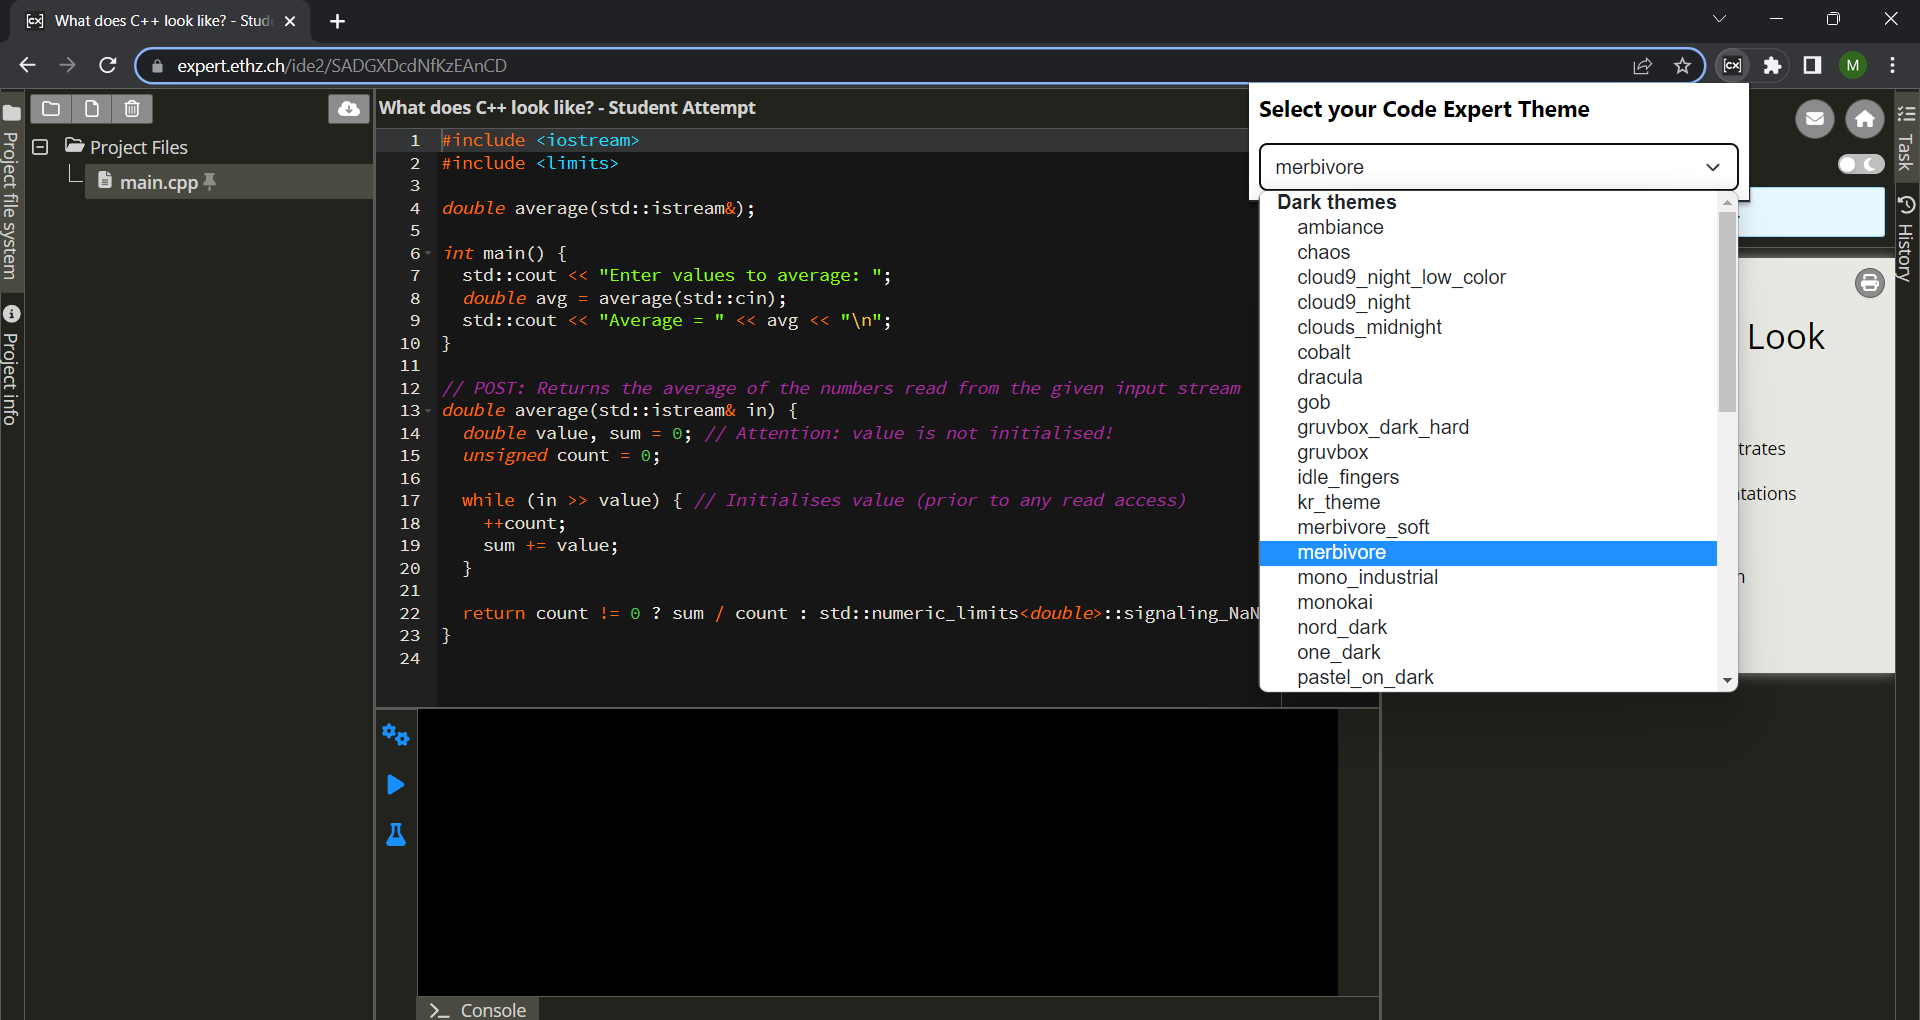 What does C++ look like? - Stud
expert.ethz.ch/ide2/SADGXDcdNfKzEAnCD
M
Project file system
Project info
Project Files
main.cpp
What does C++ look like? - Student Attempt
1 #include <iostream>
2 #include <limits>
3
4 double average(std::istream&);
5
6 int main() {
7 std::cout << "Enter values to average: ";
8 double avg = average(std::cin);
9 std::cout << "Average = " << avg << "\n";
10 }
11
12 // POST: Returns the average of the numbers read from the given input stream
13 double average(std::istream& in) {
14 double value, sum = 0; // Attention: value is not initialised!
15 unsigned count = 0;
16
17 while (in >> value) { // Initialises value (prior to any read access)
18 ++count;
19 sum += value;
20 }
21
22 return count != 0 ? sum / count : std::numeric_limits<double>::signaling_NaN
23 }
24
Console
Select your Code Expert Theme
merbivore
Dark themes
ambiance
chaos
cloud9_night_low_color
cloud9_night
clouds_midnight
cobalt
dracula
gob
gruvbox_dark_hard
gruvbox
idle_fingers
kr_theme
merbivore_soft
merbivore
mono_industrial
monokai
nord_dark
one_dark
pastel_on_dark
Look
trates
tations
Task
History